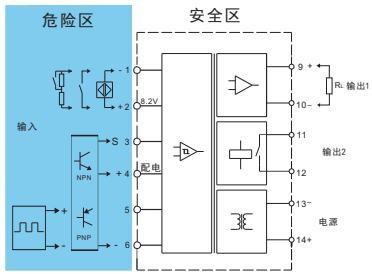 危险区
安全区
- 1
+ 2
8.2V
输入
S 3
配电
+ 4
NPN
5
+
PNP
-
- 6
9 +
RL 输出1
10-
11
输出2
12
13-
电源
14+